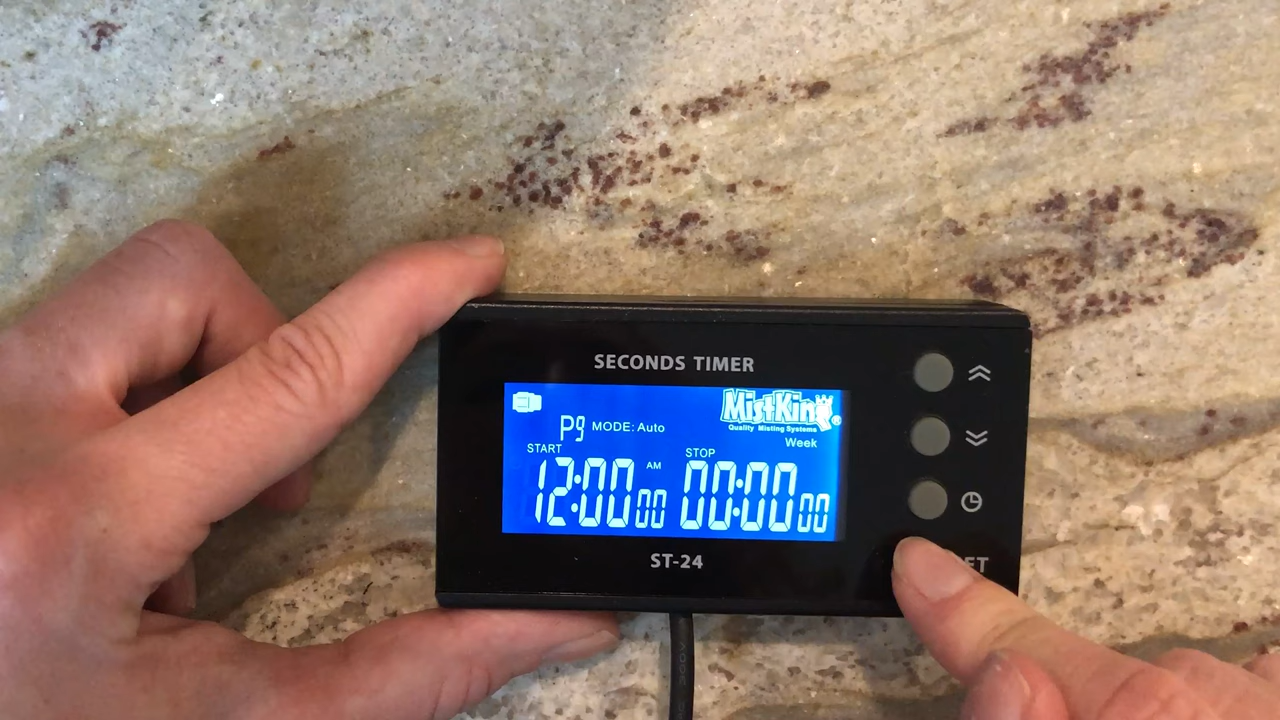 SECONDS TIMER
MistKing®
Quality Misting Systems
Pg MODE: Auto
Week
START AM STOP
12:00 00 00:00 00
ST-24